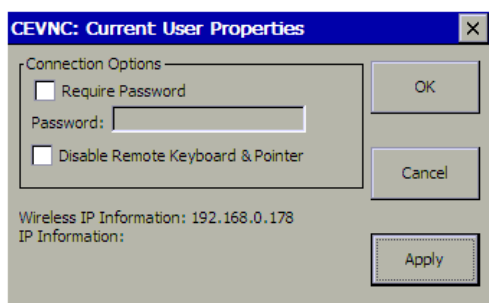 CEVNC: Current User Properties
Connection Options
Require Password
Password:
Disable Remote Keyboard & Pointer
OK
Cancel
Wireless IP Information: 192.168.0.178
IP Information:
Apply